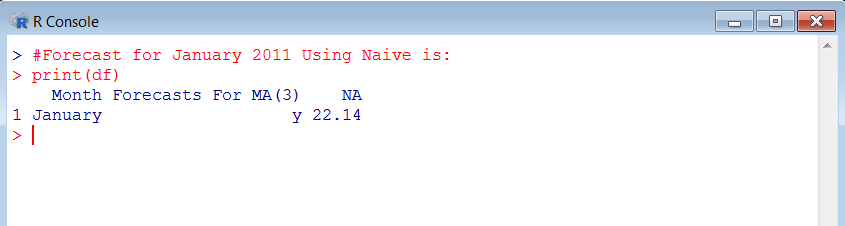 R Console
> #Forecast for January 2011 Using Naive is:
> print(df)
Month Forecasts For MA(3) NA
1 January y 22.14
>